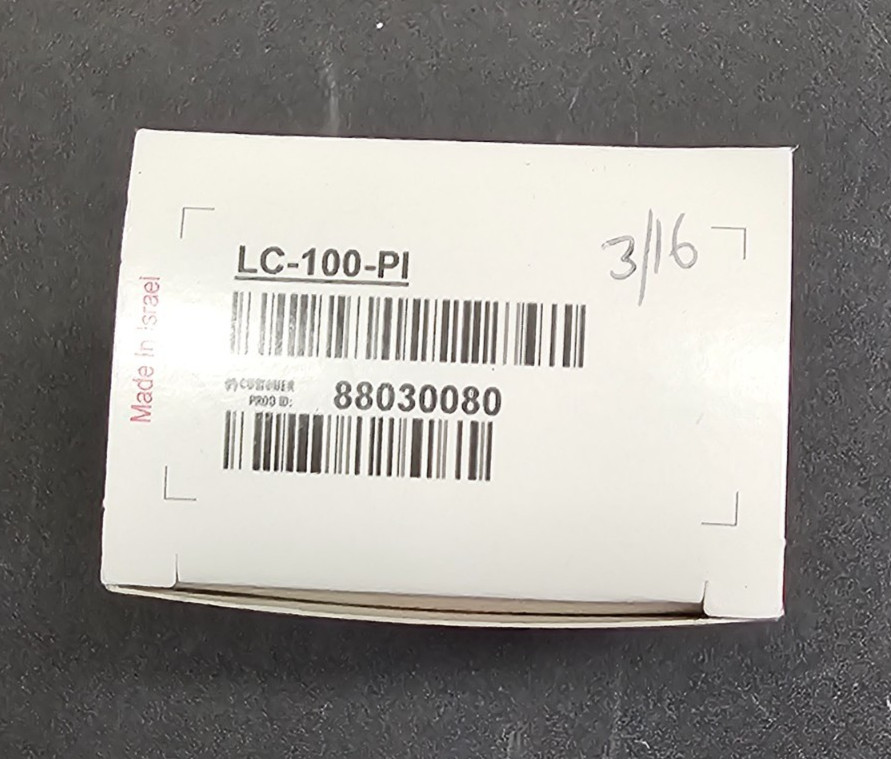 LC-100-PI
3/16
Made in Israel
(P) CUSTOMER
PROD ID:
88030080